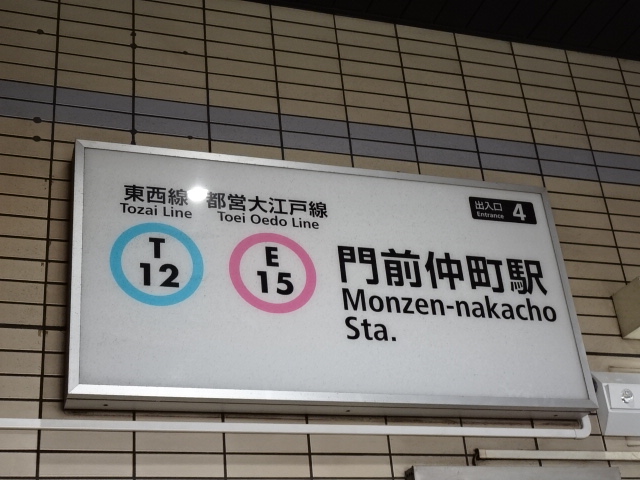 東西線
Tozai Line
都営大江戸線
Toei Oedo Line
出入口
Entrance
4
T
12
E
15
門前仲町駅
Monzen-nakacho
Sta.